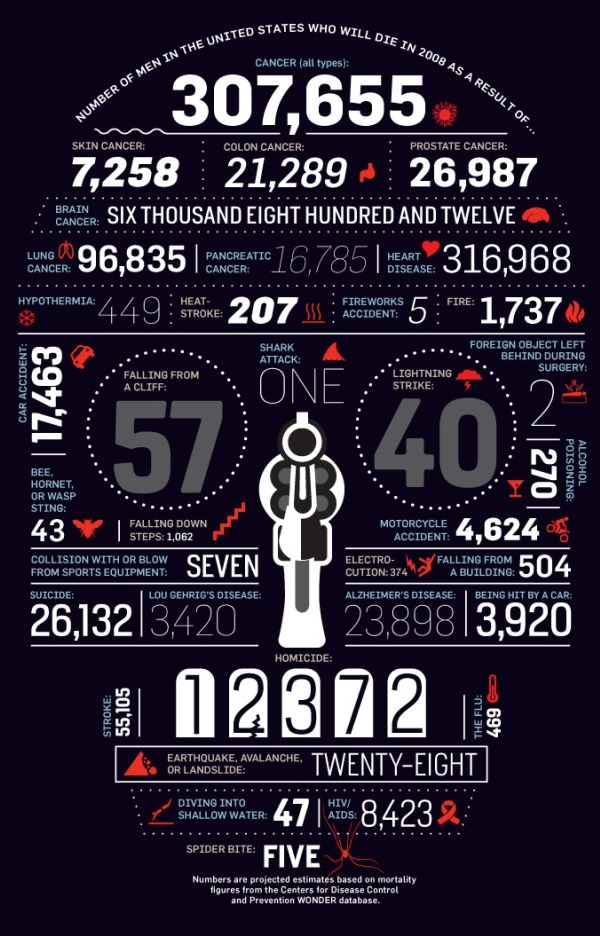 NUMBER OF MEN IN THE UNITED STATES WHO WILL DIE IN 2008 AS A RESULT OF...
CANCER (all types):
307,655
SKIN CANCER:
7,258
COLON CANCER:
21,289
PROSTATE CANCER:
26,987
BRAIN
CANCER:
SIX THOUSAND EIGHT HUNDRED AND TWELVE
LUNG
CANCER:
96,835
PANCREATIC
CANCER:
16,785
HEART
DISEASE:
316,968
HYPOTHERMIA:
449
HEAT-
STROKE:
207
FIREWORKS
ACCIDENT:
5
FIRE:
1,737
CAR ACCIDENT:
17,463
FALLING FROM
A CLIFF:
57
SHARK
ATTACK:
ONE
LIGHTNING
STRIKE:
40
FOREIGN OBJECT LEFT
BEHIND DURING
SURGERY:
2
ALCOHOL
POISONING:
270
BEE,
HORNET,
OR WASP
STING:
43
FALLING DOWN
STEPS: 1,062
MOTORCYCLE
ACCIDENT:
4,624
COLLISION WITH OR BLOW
FROM SPORTS EQUIPMENT:
SEVEN
ELECTRO-
CUTION: 374
FALLING FROM
A BUILDING:
504
SUICIDE:
26,132
LOU GEHRIG'S DISEASE:
3,420
ALZHEIMER'S DISEASE:
23,898
BEING HIT BY A CAR:
3,920
HOMICIDE:
12372
STROKE:
55,105
THE FLU:
469
EARTHQUAKE, AVALANCHE,
OR LANDSLIDE:
TWENTY-EIGHT
DIVING INTO
SHALLOW WATER:
47
HIV/
AIDS:
8,423
SPIDER BITE:
FIVE
Numbers are projected estimates based on mortality
figures from the Centers for Disease Control
and Prevention WONDER database.